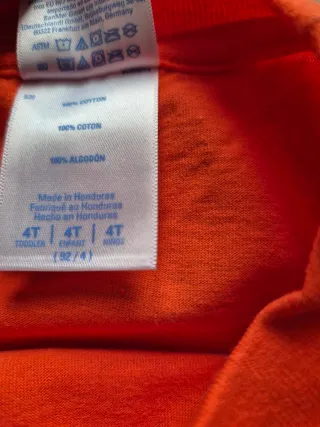 60322 Frankfurt am Main, Germany
ASTM
100% COTTON
100% COTON
100% ALGODÓN
Made in Honduras
Fabriqué au Honduras
Hecho en Honduras
4T | 4T | 4T
TODDLER | ENFANT | NIÑOS
(92/4)